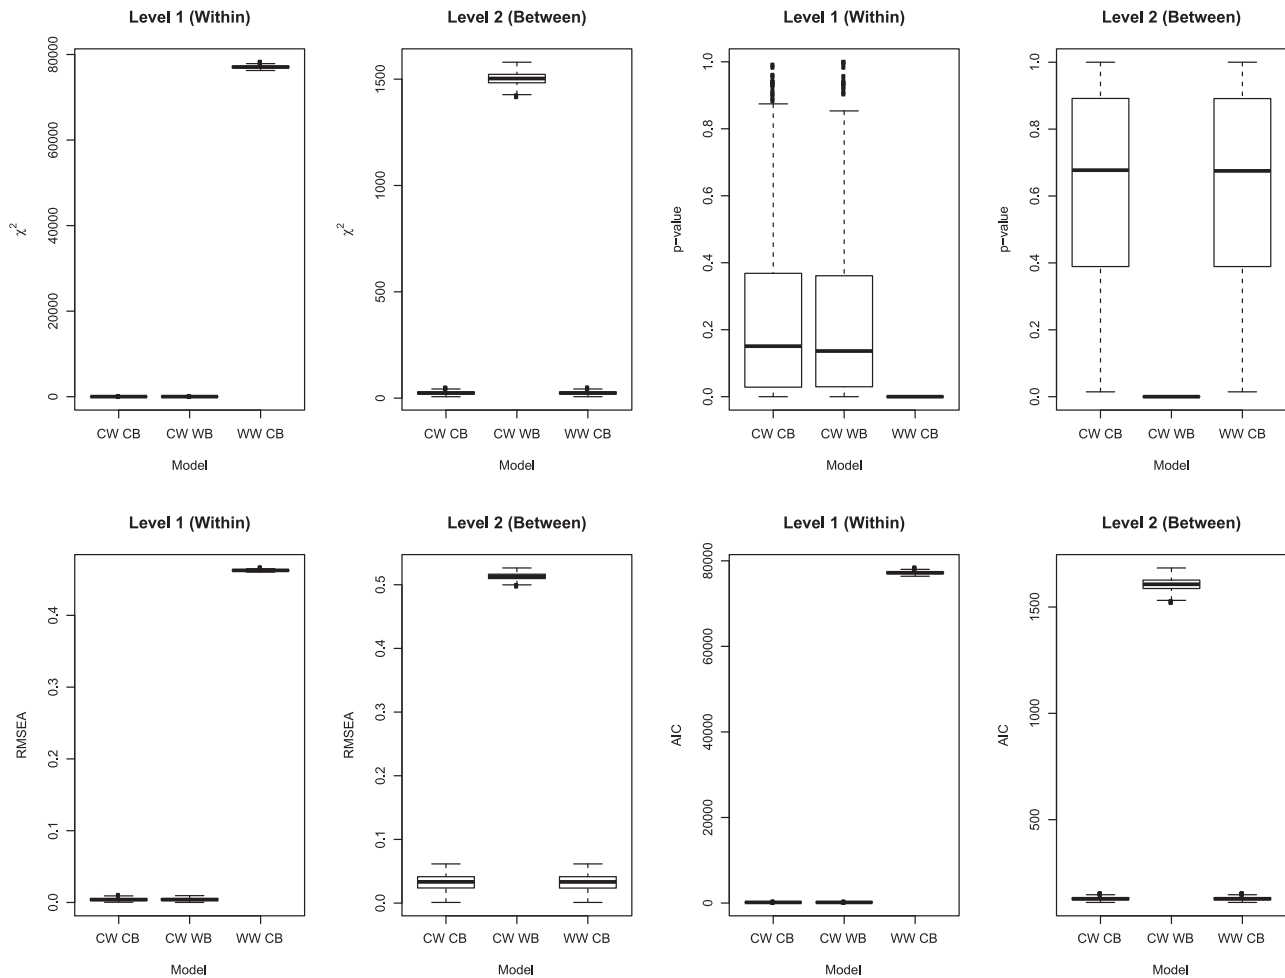 Level 1 (Within)
χ²
0
20000
40000
60000
80000
CW CB
CW WB
WW CB
Model
Level 2 (Between)
χ²
0
500
1000
1500
CW CB
CW WB
WW CB
Model
Level 1 (Within)
p−value
0.0
0.2
0.4
0.6
0.8
1.0
CW CB
CW WB
WW CB
Model
Level 2 (Between)
p−value
0.0
0.2
0.4
0.6
0.8
1.0
CW CB
CW WB
WW CB
Model
Level 1 (Within)
RMSEA
0.0
0.1
0.2
0.3
0.4
CW CB
CW WB
WW CB
Model
Level 2 (Between)
RMSEA
0.0
0.1
0.2
0.3
0.4
0.5
CW CB
CW WB
WW CB
Model
Level 1 (Within)
AIC
0
20000
40000
60000
80000
CW CB
CW WB
WW CB
Model
Level 2 (Between)
AIC
500
1000
1500
CW CB
CW WB
WW CB
Model